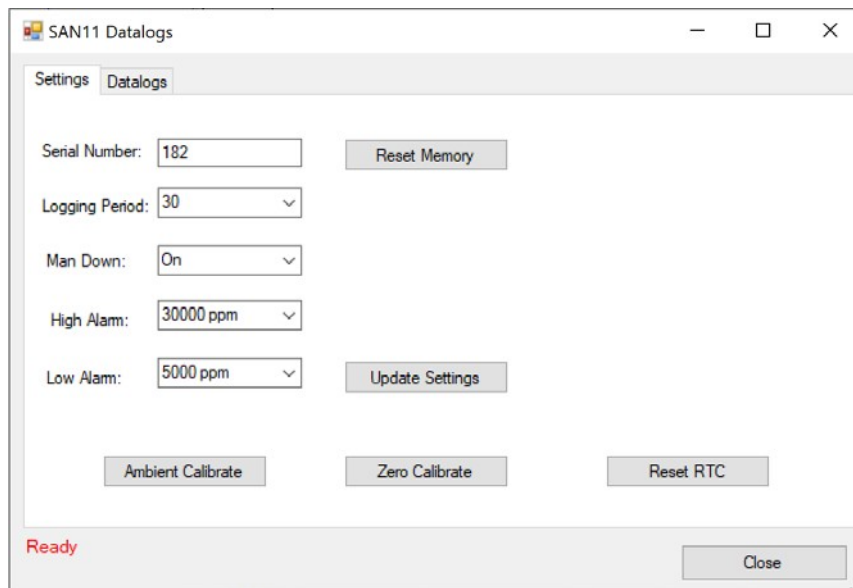 SAN11 Datalogs
Settings Datalogs
Serial Number: 182 Reset Memory
Logging Period: 30
Man Down: On
High Alarm: 30000 ppm
Low Alarm: 5000 ppm Update Settings
Ambient Calibrate Zero Calibrate Reset RTC
Ready
Close